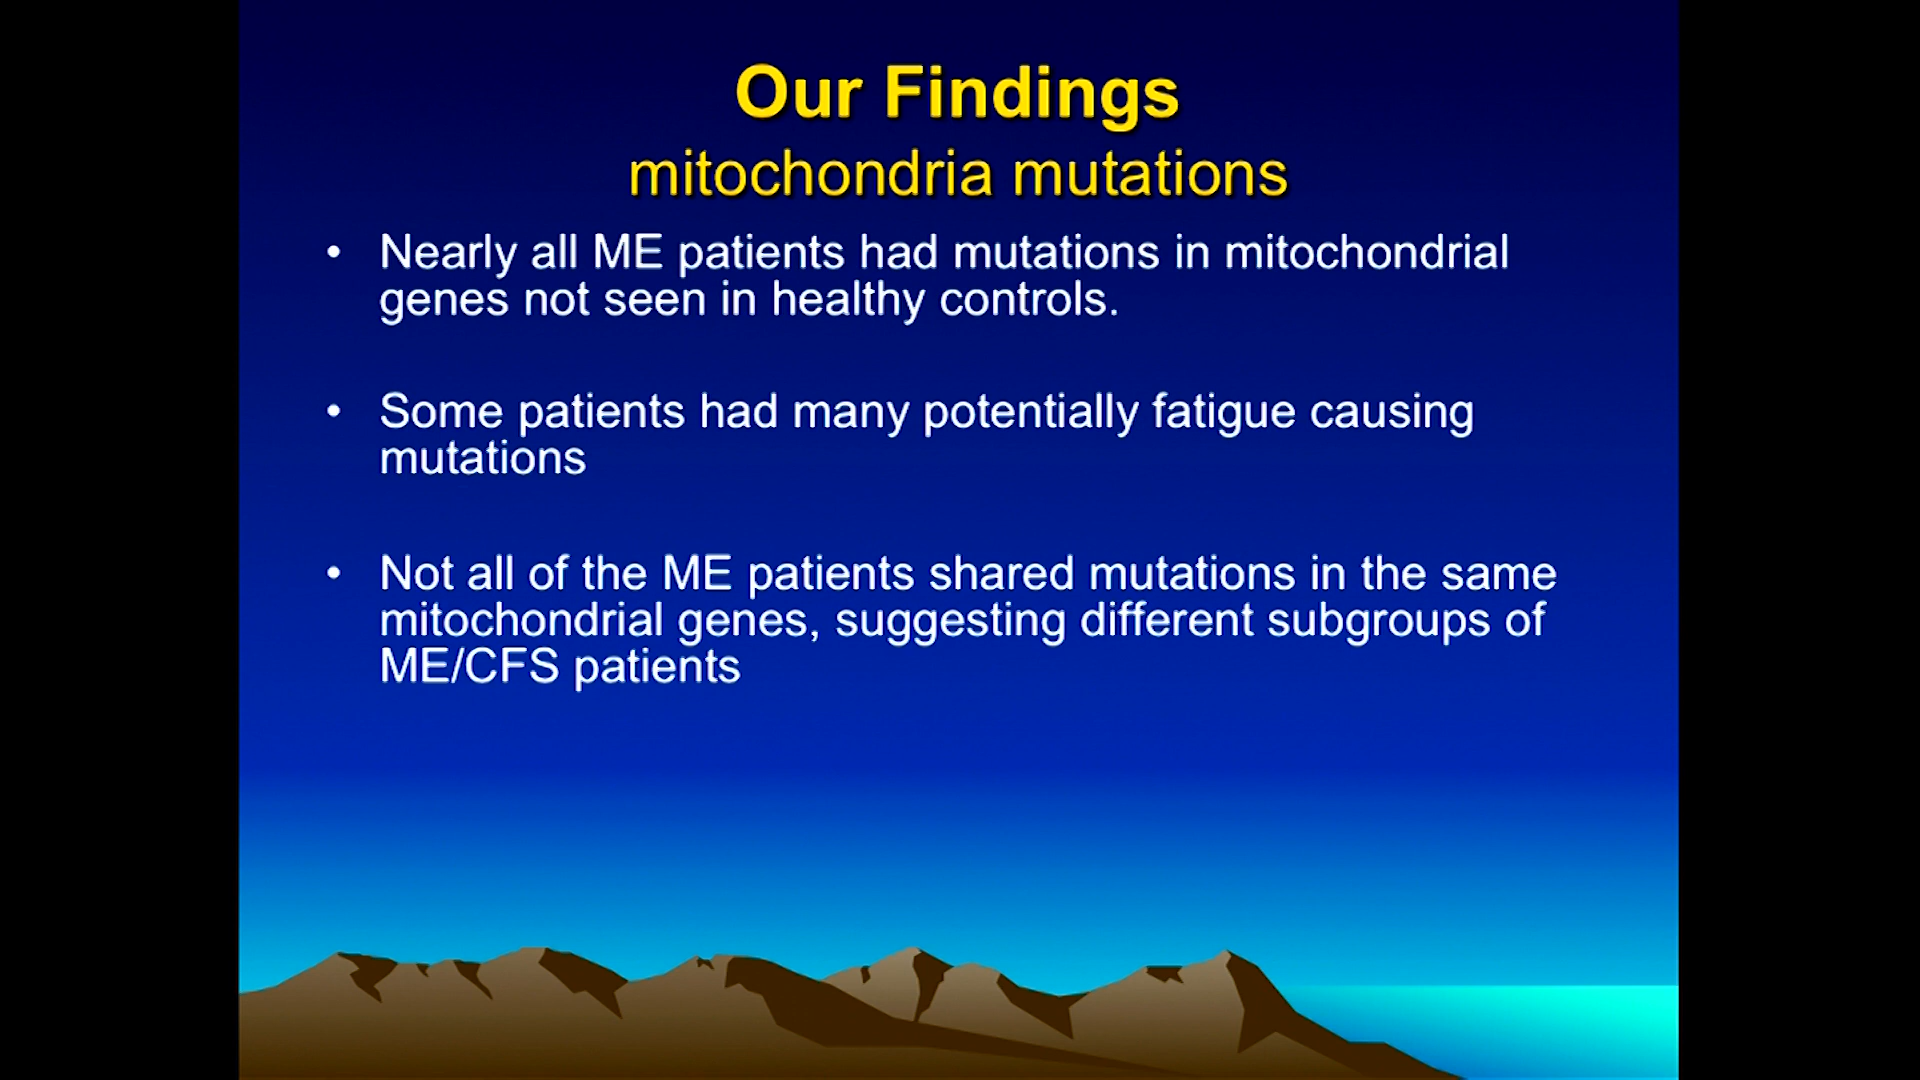 Our Findings
mitochondria mutations
• Nearly all ME patients had mutations in mitochondrial
genes not seen in healthy controls.
• Some patients had many potentially fatigue causing
mutations
• Not all of the ME patients shared mutations in the same
mitochondrial genes, suggesting different subgroups of
ME/CFS patients